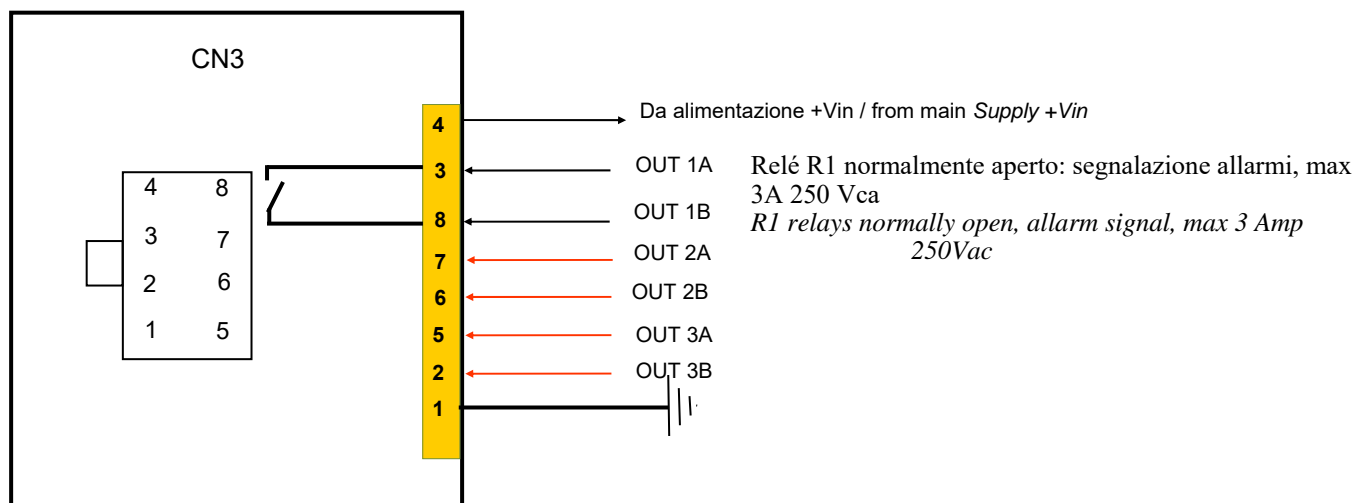 CN3
4 Da alimentazione +Vin / from main Supply +Vin
3 OUT 1A Relé R1 normalmente aperto: segnalazione allarmi, max
3A 250 Vca
8 OUT 1B R1 relays normally open, allarm signal, max 3 Amp
250Vac
7 OUT 2A
6 OUT 2B
5 OUT 3A
2 OUT 3B
1
4 8
3 7
2 6
1 5